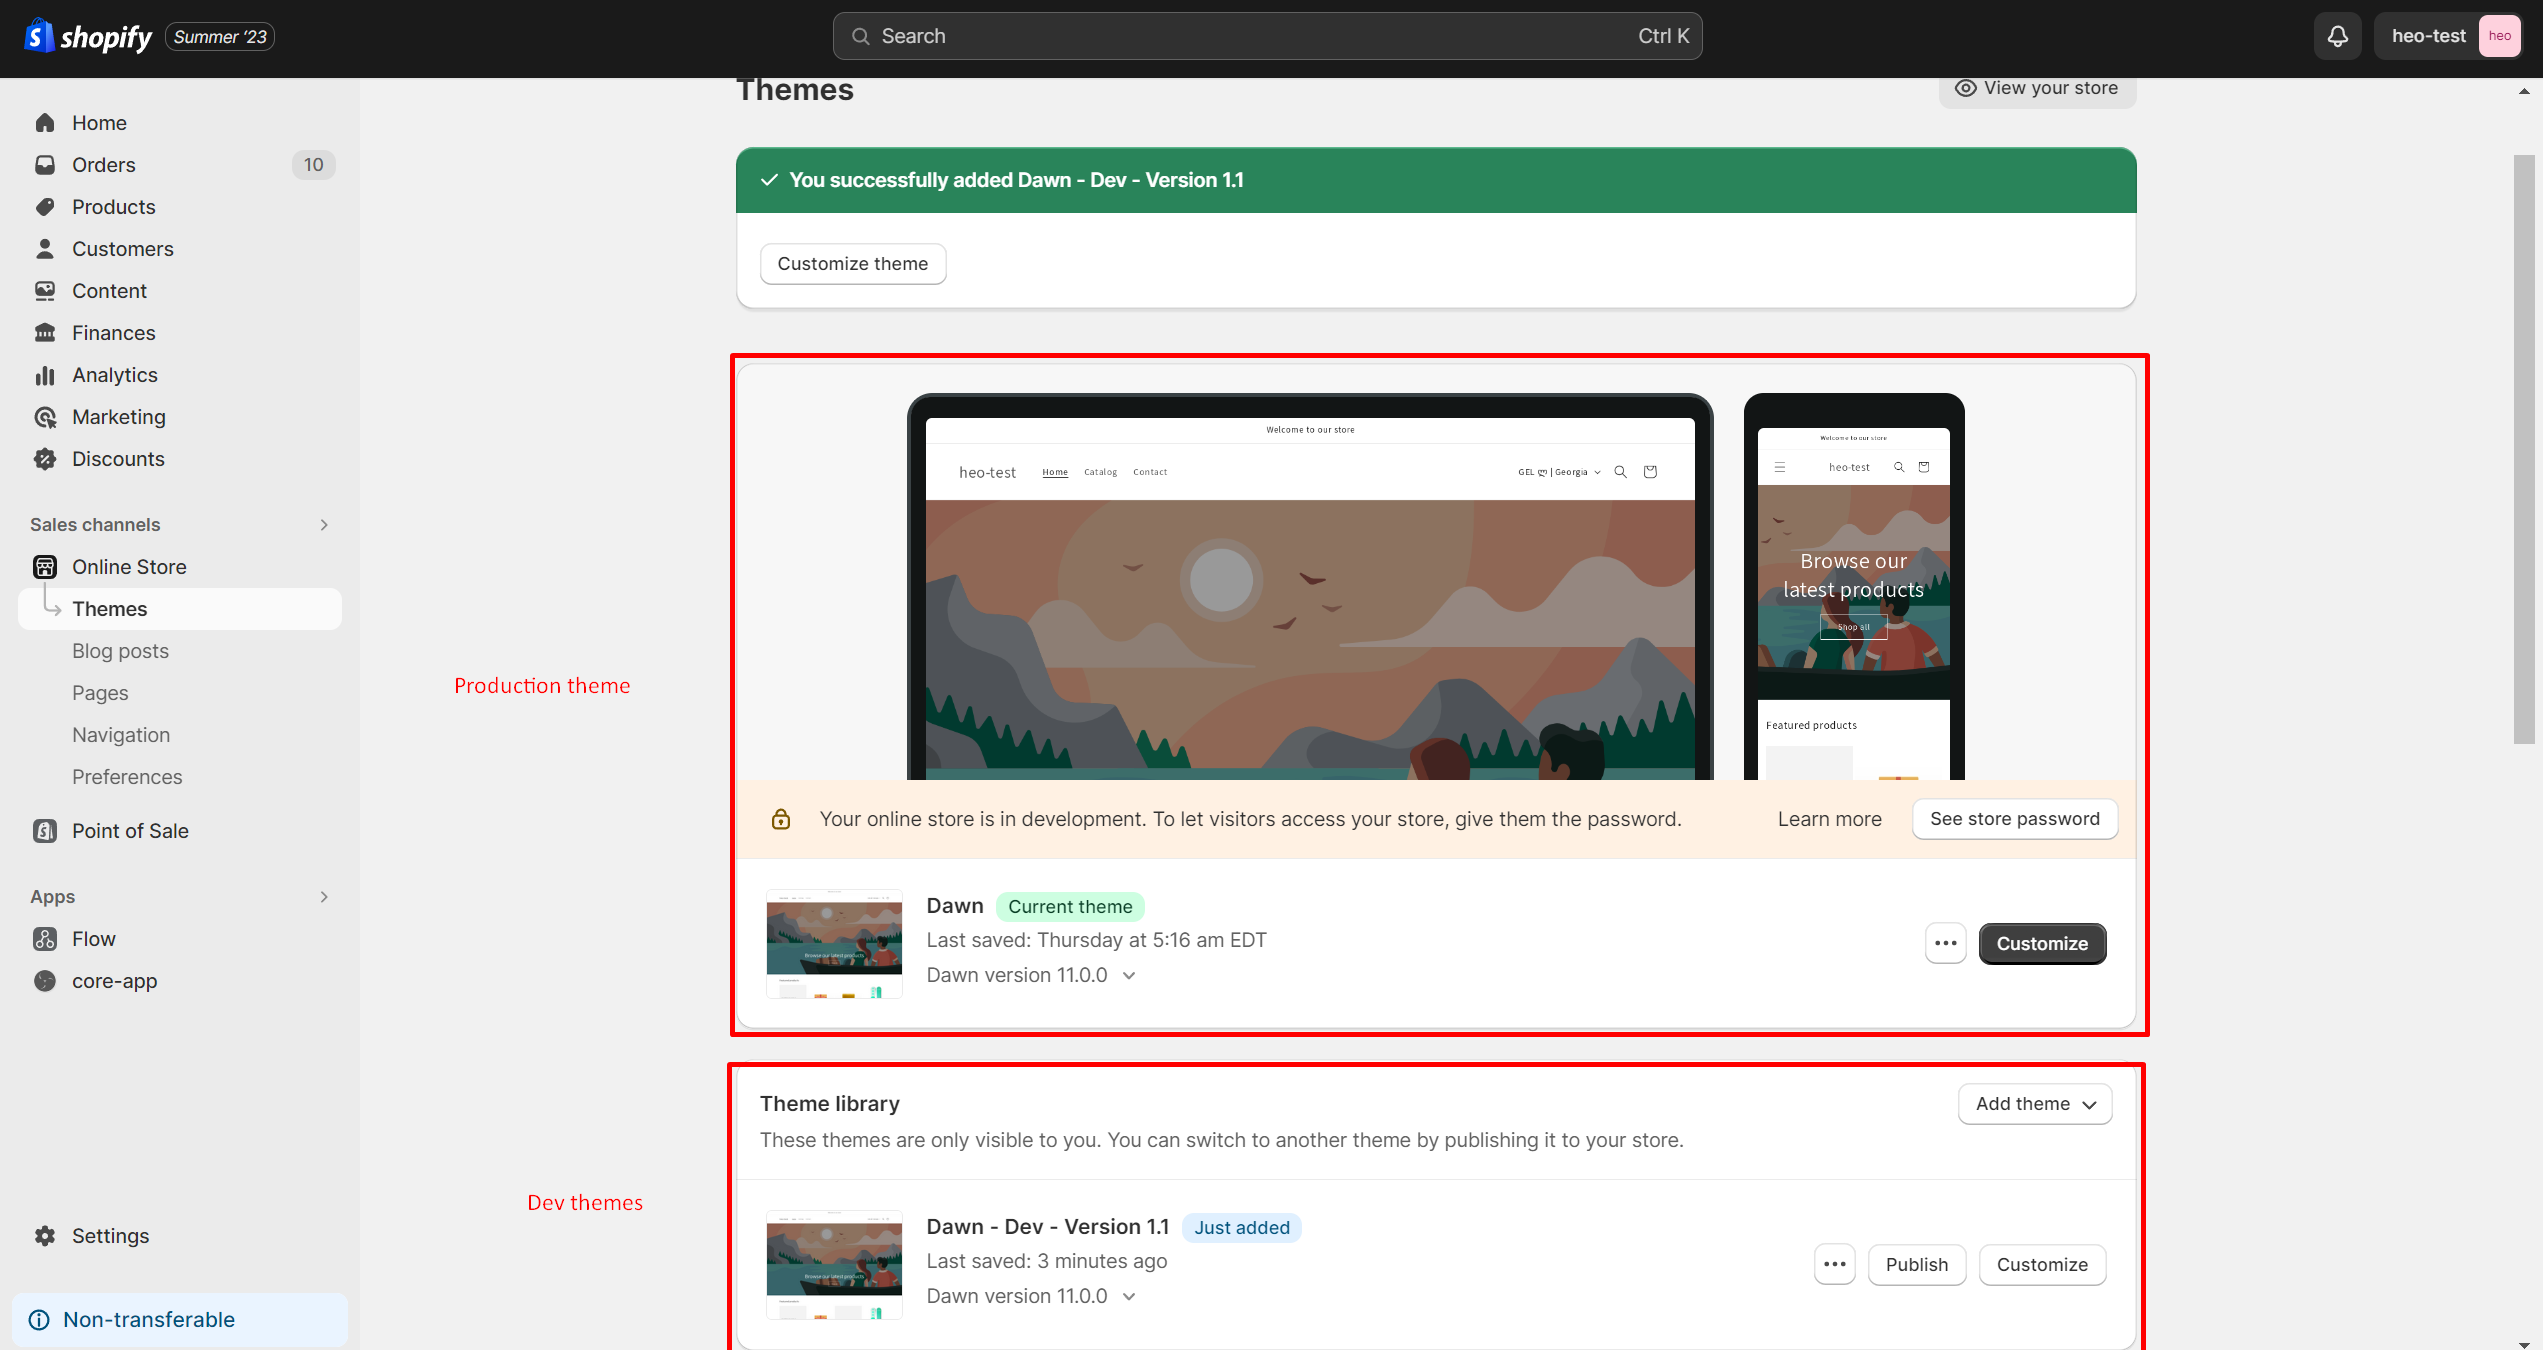 shopify
Summer '23
Search
Ctrl K
heo-test
heo
Home
Orders
10
Products
Customers
Content
Finances
Analytics
Marketing
Discounts
Sales channels
Online Store
Themes
Blog posts
Pages
Navigation
Preferences
Point of Sale
Apps
Flow
core-app
Settings
Non-transferable
Themes
View your store
You successfully added Dawn - Dev - Version 1.1
Customize theme
Production theme
Welcome to our store
heo-test
Home
Catalog
Contact
GEL ლ | Georgia
Welcome to our store
heo-test
Browse our
latest products
Shop all
Featured products
Your online store is in development. To let visitors access your store, give them the password.
Learn more
See store password
Browse our latest products
Dawn
Current theme
Last saved: Thursday at 5:16 am EDT
Dawn version 11.0.0
Customize
Dev themes
Theme library
Add theme
These themes are only visible to you. You can switch to another theme by publishing it to your store.
Browse our latest products
Dawn - Dev - Version 1.1
Just added
Last saved: 3 minutes ago
Dawn version 11.0.0
Publish
Customize